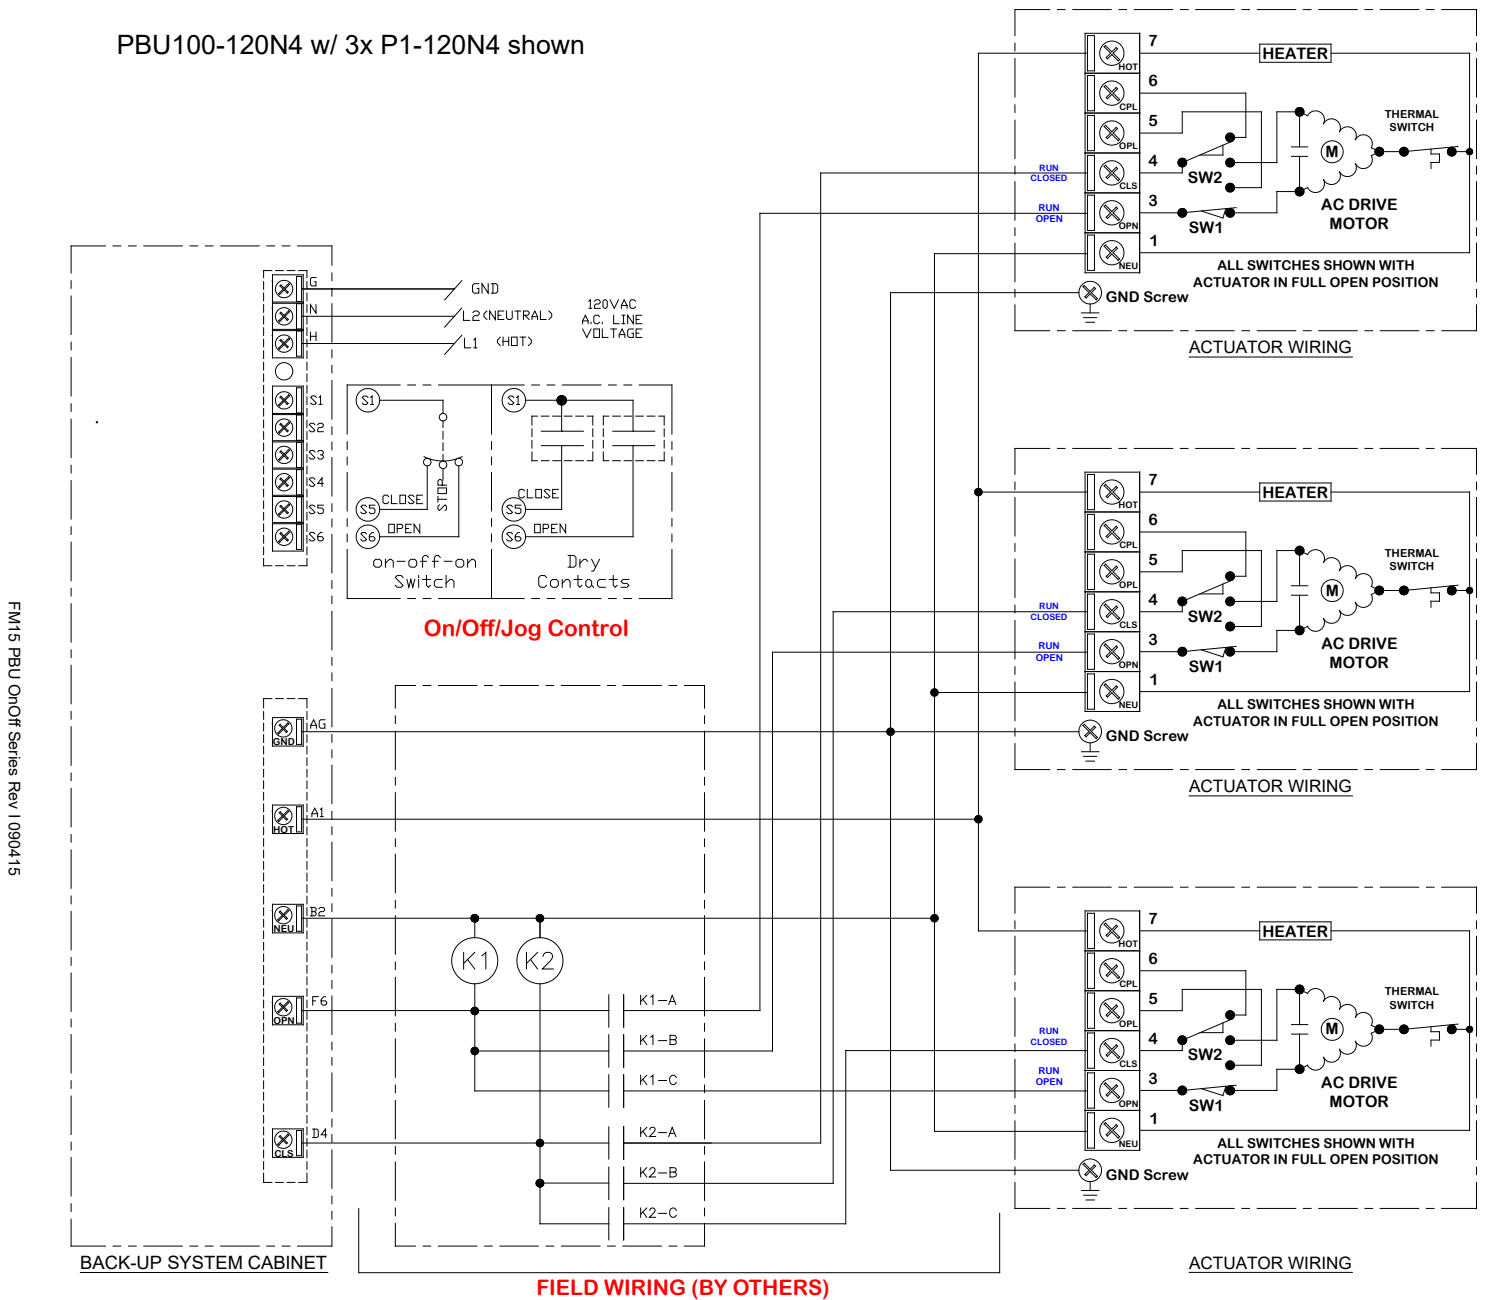 PBU100-120N4 w/ 3x P1-120N4 shown
G
GND
N
L2(NEUTRAL)
H
L1 (HOT)
120VAC
A.C. LINE
VOLTAGE
S1
S2
S3
S4
S5
S6
S1
CLOSE
STOP
S5
OPEN
S6
on-off-on
Switch
S1
CLOSE
S5
OPEN
S6
Dry
Contacts
On/Off/Jog Control
FM15 PBU OnOff Series Rev I 090415
AG
GND
A1
HOT
B2
NEU
F6
OPN
D4
CLS
K1
K2
K1-A
K1-B
K1-C
K2-A
K2-B
K2-C
BACK-UP SYSTEM CABINET
FIELD WIRING (BY OTHERS)
7
HOT
HEATER
6
CPL
5
OPL
THERMAL
SWITCH
M
RUN
CLOSED
4
CLS
SW2
RUN
OPEN
3
OPN
SW1
AC DRIVE
MOTOR
1
NEU
ALL SWITCHES SHOWN WITH
ACTUATOR IN FULL OPEN POSITION
GND Screw
ACTUATOR WIRING
7
HOT
HEATER
6
CPL
5
OPL
THERMAL
SWITCH
M
RUN
CLOSED
4
CLS
SW2
RUN
OPEN
3
OPN
SW1
AC DRIVE
MOTOR
1
NEU
ALL SWITCHES SHOWN WITH
ACTUATOR IN FULL OPEN POSITION
GND Screw
ACTUATOR WIRING
7
HOT
HEATER
6
CPL
5
OPL
THERMAL
SWITCH
M
RUN
CLOSED
4
CLS
SW2
RUN
OPEN
3
OPN
SW1
AC DRIVE
MOTOR
1
NEU
ALL SWITCHES SHOWN WITH
ACTUATOR IN FULL OPEN POSITION
GND Screw
ACTUATOR WIRING